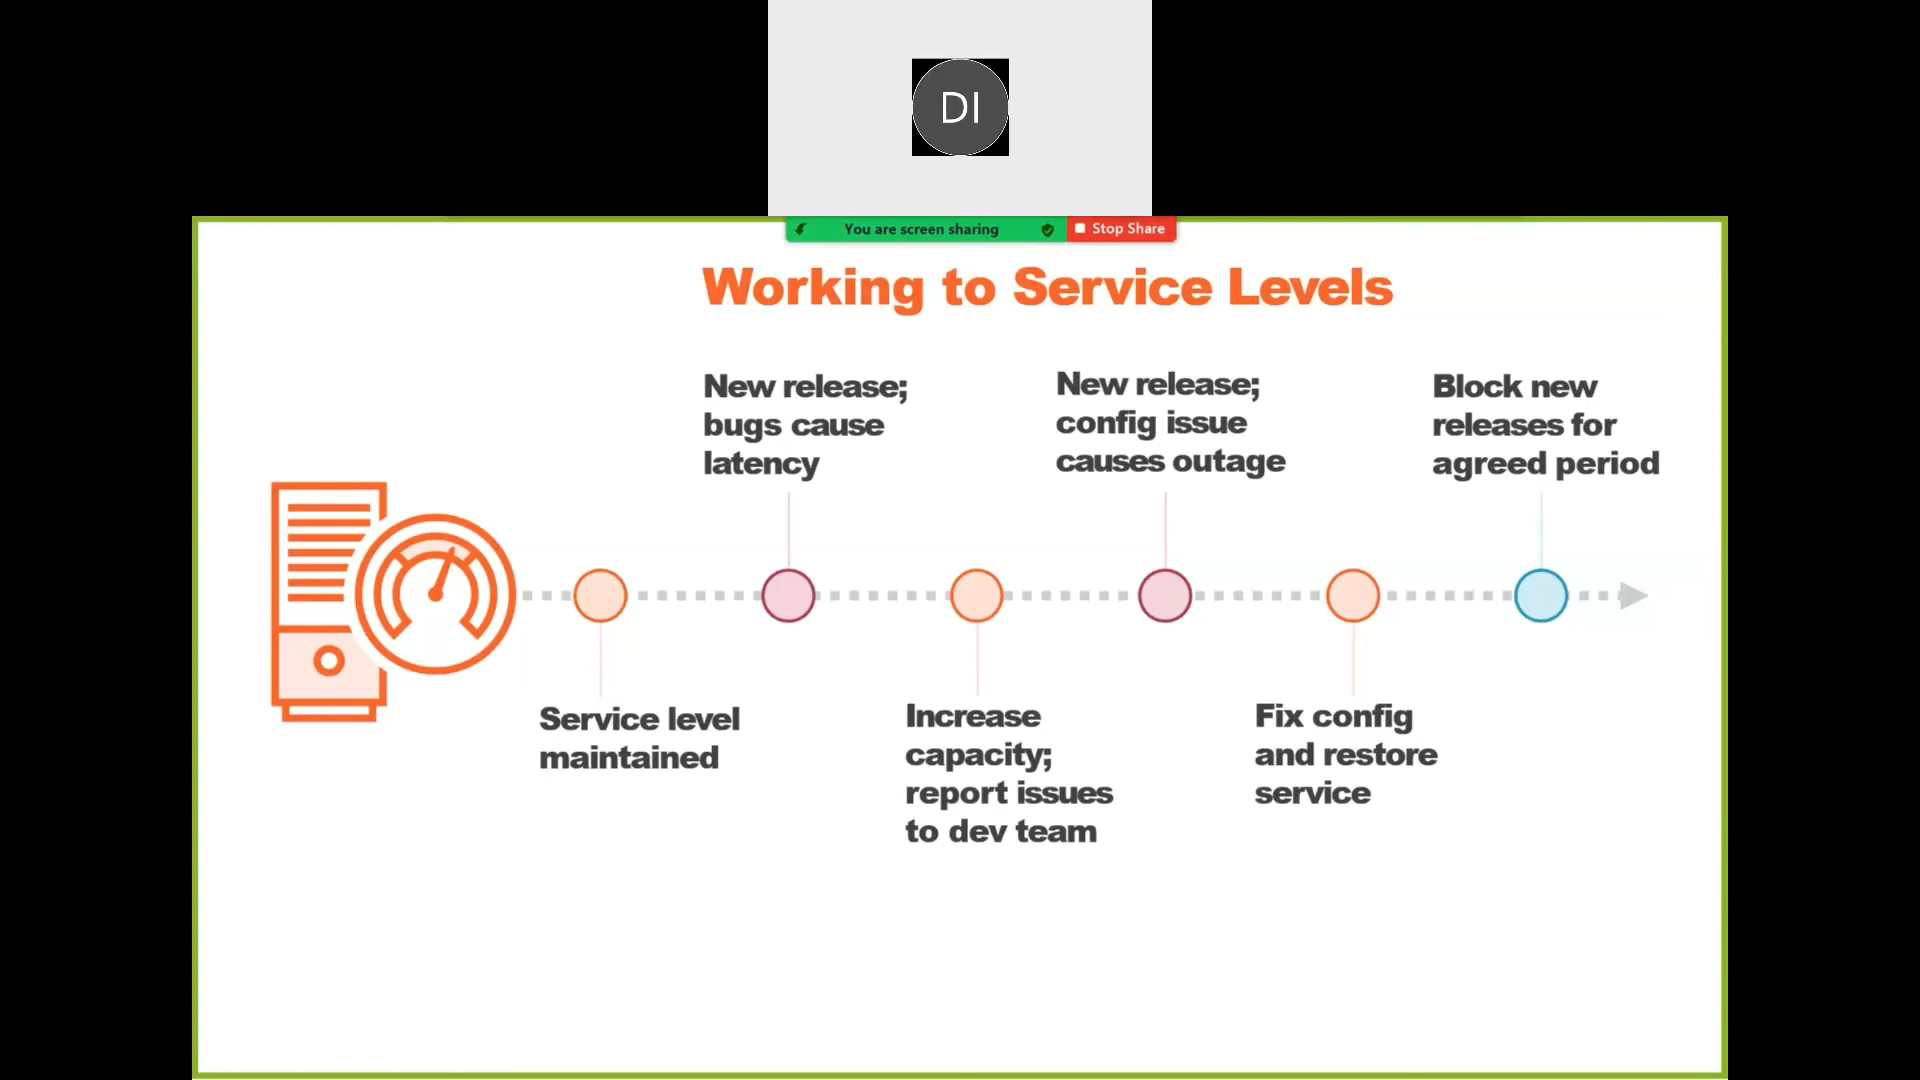 DI
You are screen sharing
Stop Share
Working to Service Levels
New release;
bugs cause
latency
New release;
config issue
causes outage
Block new
releases for
agreed period
Service level
maintained
Increase
capacity;
report issues
to dev team
Fix config
and restore
service